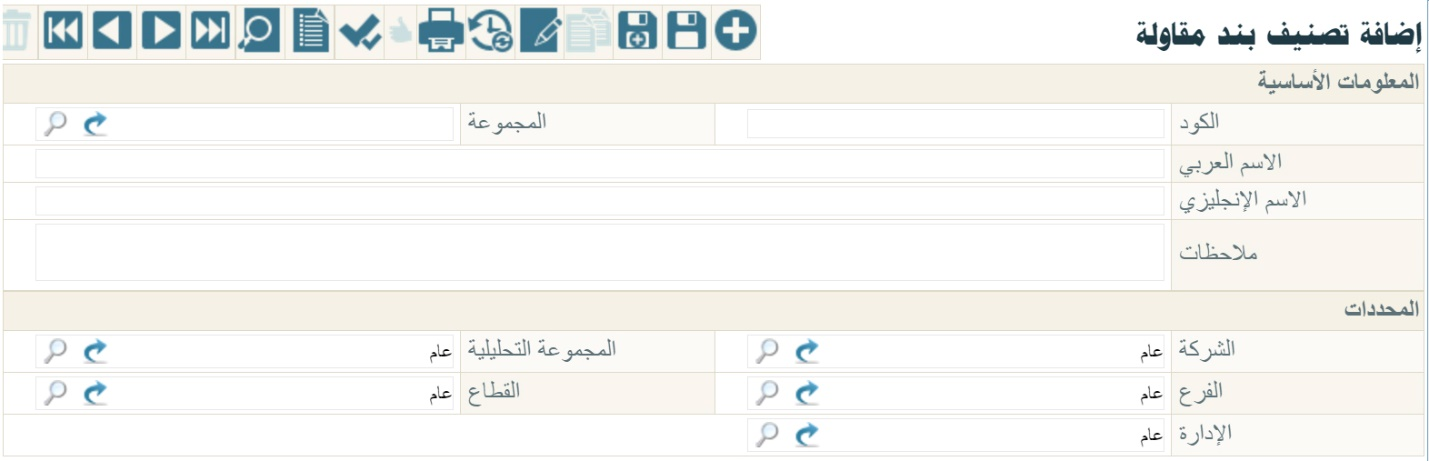 إضافة تصنيف بند مقاولة
المعلومات الأساسية
الكود المجموعة
الاسم العربي
الاسم الإنجليزي
ملاحظات
المحددات
الشركة عام المجموعة التحليلية عام
الفرع عام القطاع عام
الإدارة عام